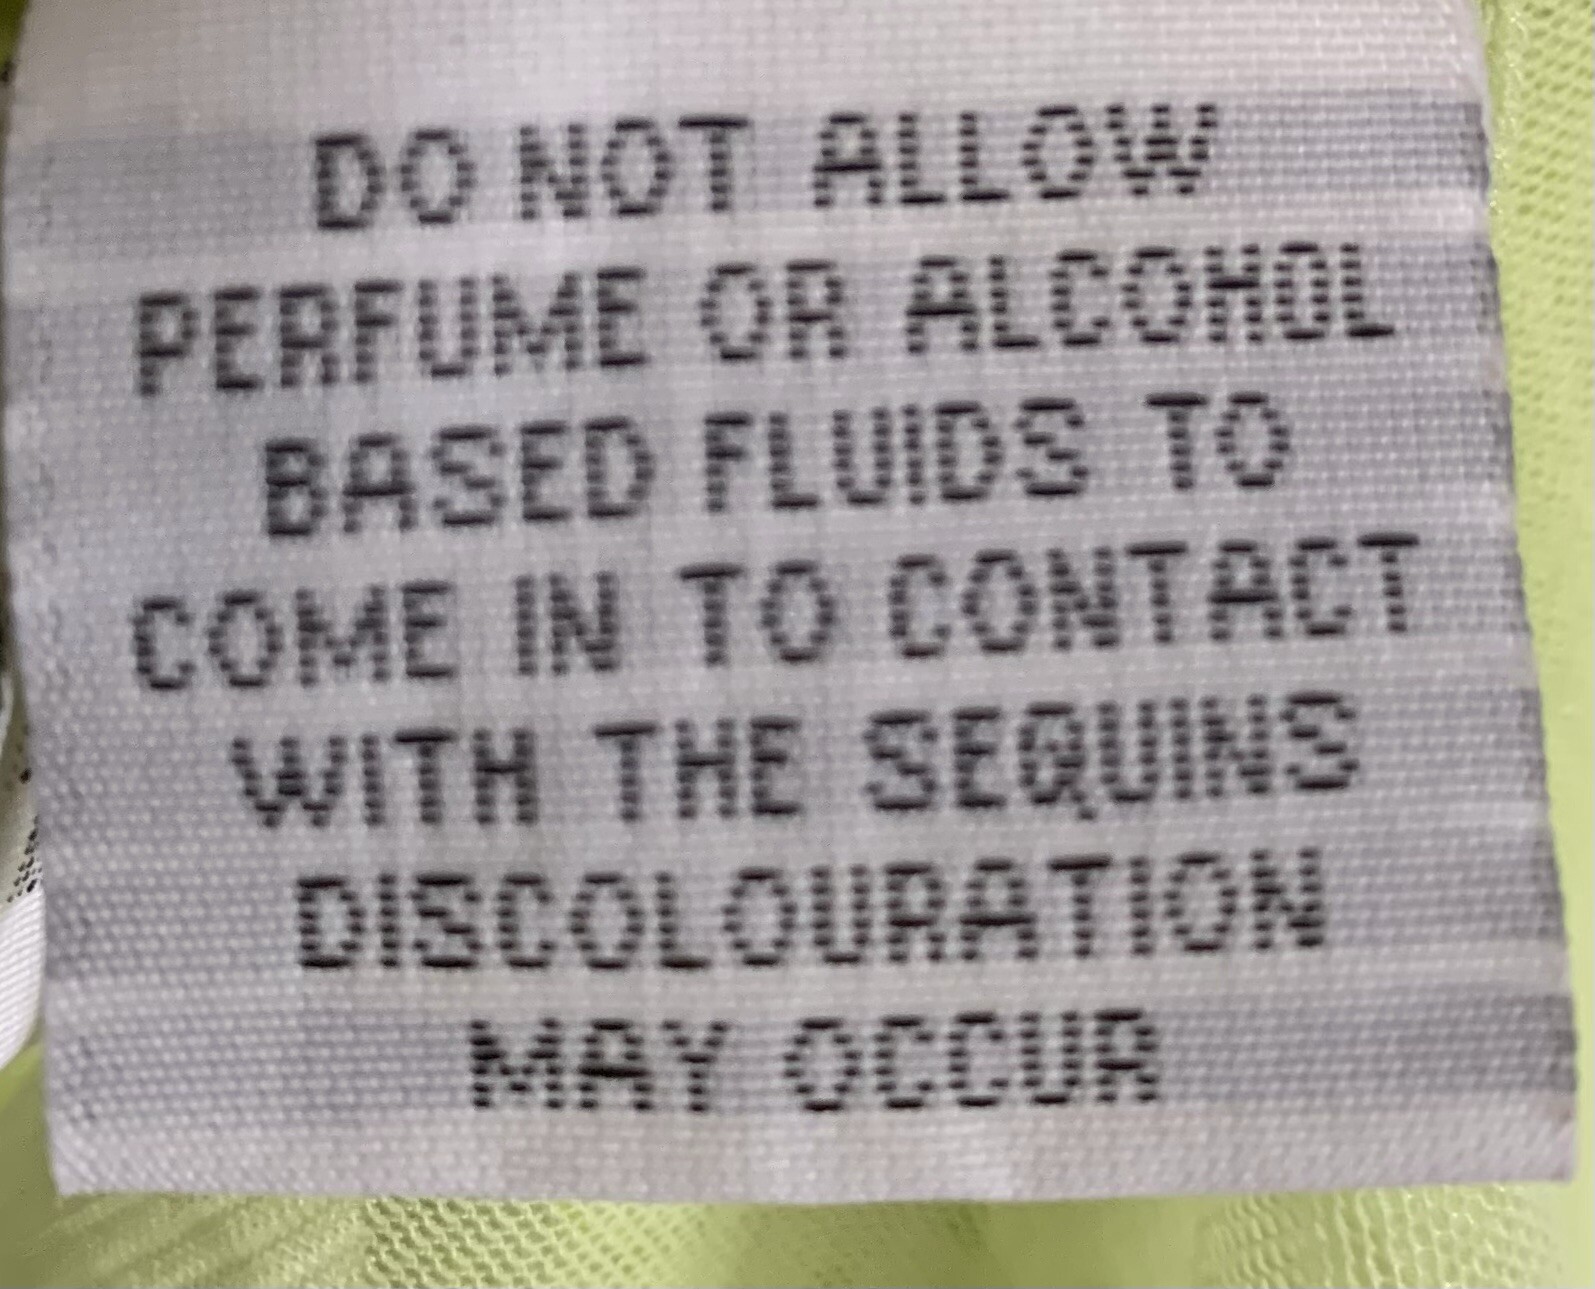 DO NOT ALLOW
PERFUME OR ALCOHOL
BASED FLUIDS TO
COME IN TO CONTACT
WITH THE SEQUINS
DISCOLOURATION
MAY OCCUR